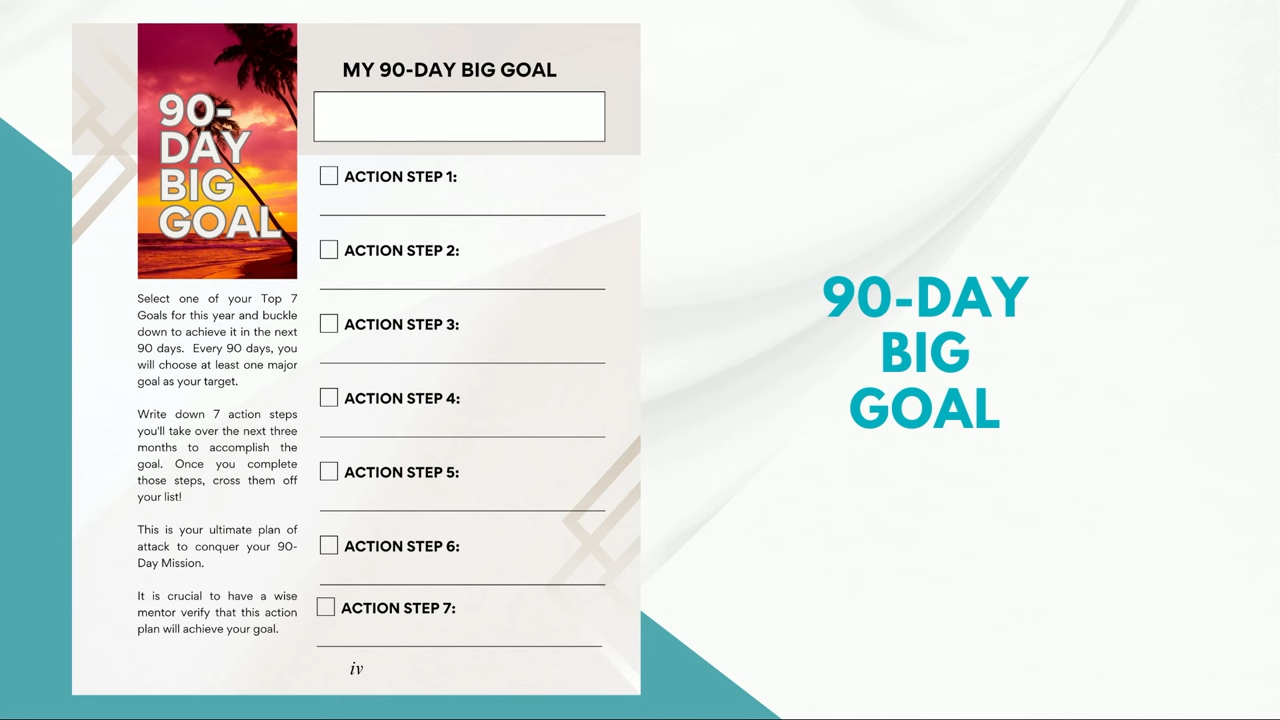 90-
DAY
BIG
GOAL
Select one of your Top 7
Goals for this year and buckle
down to achieve it in the next
90 days. Every 90 days, you
will choose at least one major
goal as your target.
Write down 7 action steps
you'll take over the next three
months to accomplish the
goal. Once you complete
those steps, cross them off
your list!
This is your ultimate plan of
attack to conquer your 90-
Day Mission.
It is crucial to have a wise
mentor verify that this action
plan will achieve your goal.
MY 90-DAY BIG GOAL
ACTION STEP 1:
ACTION STEP 2:
ACTION STEP 3:
ACTION STEP 4:
ACTION STEP 5:
ACTION STEP 6:
ACTION STEP 7:
iv
90-DAY
BIG
GOAL